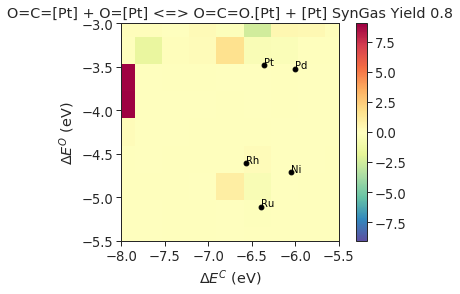 O=C=[Pt] + O=[Pt] <=> O=C=O.[Pt] + [Pt] SynGas Yield 0.8
−3.0
−3.5
−4.0
−4.5
−5.0
−5.5
ΔE^O (eV)
Pt
Pd
Rh
Ni
Ru
−8.0 −7.5 −7.0 −6.5 −6.0 −5.5
ΔE^C (eV)
7.5
5.0
2.5
0.0
−2.5
−5.0
−7.5